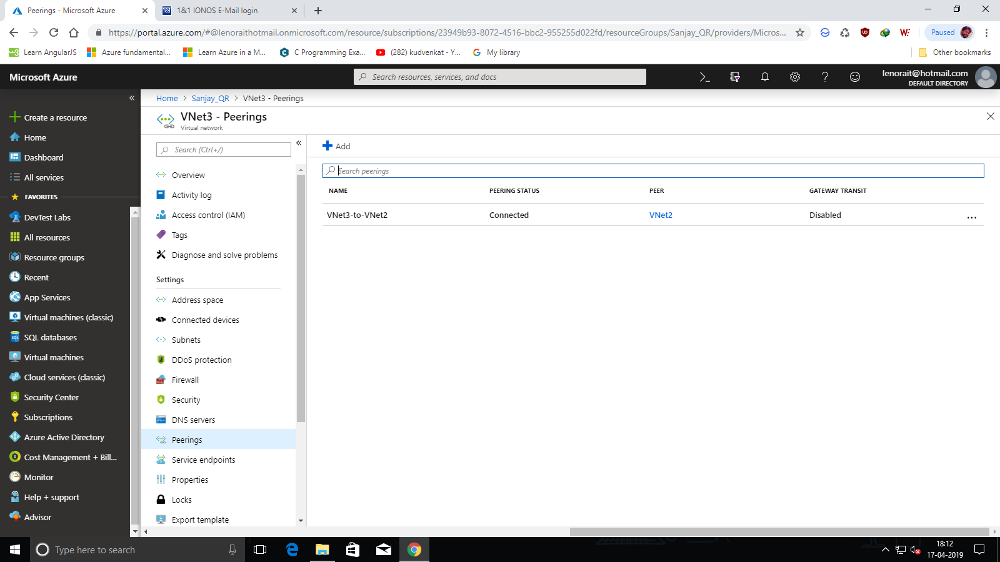 Peerings - Microsoft Azure
1&1 IONOS E-Mail login
https://portal.azure.com/#@lenoraithotmail.onmicrosoft.com/resource/subscriptions/23949b93-8072-4516-bbc2-955255d022fd/resourceGroups/Sanjay_QR/providers/Micros...
Paused
Learn AngularJS
Azure fundamental...
Learn Azure in a M...
C Programming Exa...
(282) kudvenkat - Y...
My library
Other bookmarks
Microsoft Azure
Search resources, services, and docs
lenorait@hotmail.com
DEFAULT DIRECTORY
Create a resource
Home
Dashboard
All services
FAVORITES
DevTest Labs
All resources
Resource groups
Recent
App Services
Virtual machines (classic)
SQL databases
Virtual machines
Cloud services (classic)
Security Center
Subscriptions
Azure Active Directory
Cost Management + Bill...
Monitor
Help + support
Advisor
Home > Sanjay_QR > VNet3 - Peerings
VNet3 - Peerings
Virtual network
Search (Ctrl+/)
Overview
Activity log
Access control (IAM)
Tags
Diagnose and solve problems
Settings
Address space
Connected devices
Subnets
DDoS protection
Firewall
Security
DNS servers
Peerings
Service endpoints
Properties
Locks
Export template
Add
Search peerings
NAME PEERING STATUS PEER GATEWAY TRANSIT
VNet3-to-VNet2 Connected VNet2 Disabled ...
Type here to search
18:12
17-04-2019